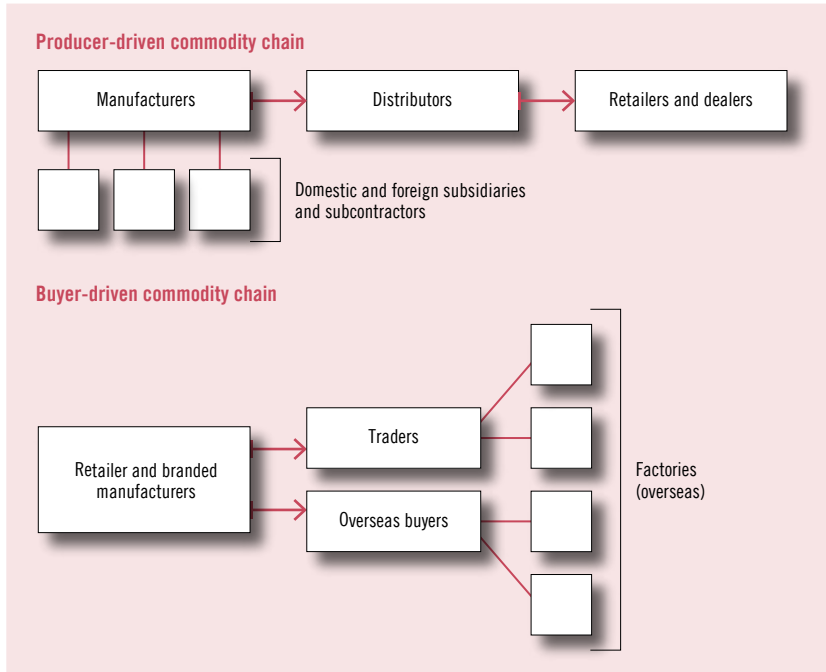 Producer-driven commodity chain
Manufacturers
Distributors
Retailers and dealers
Domestic and foreign subsidiaries
and subcontractors
Buyer-driven commodity chain
Retailer and branded
manufacturers
Traders
Overseas buyers
Factories
(overseas)